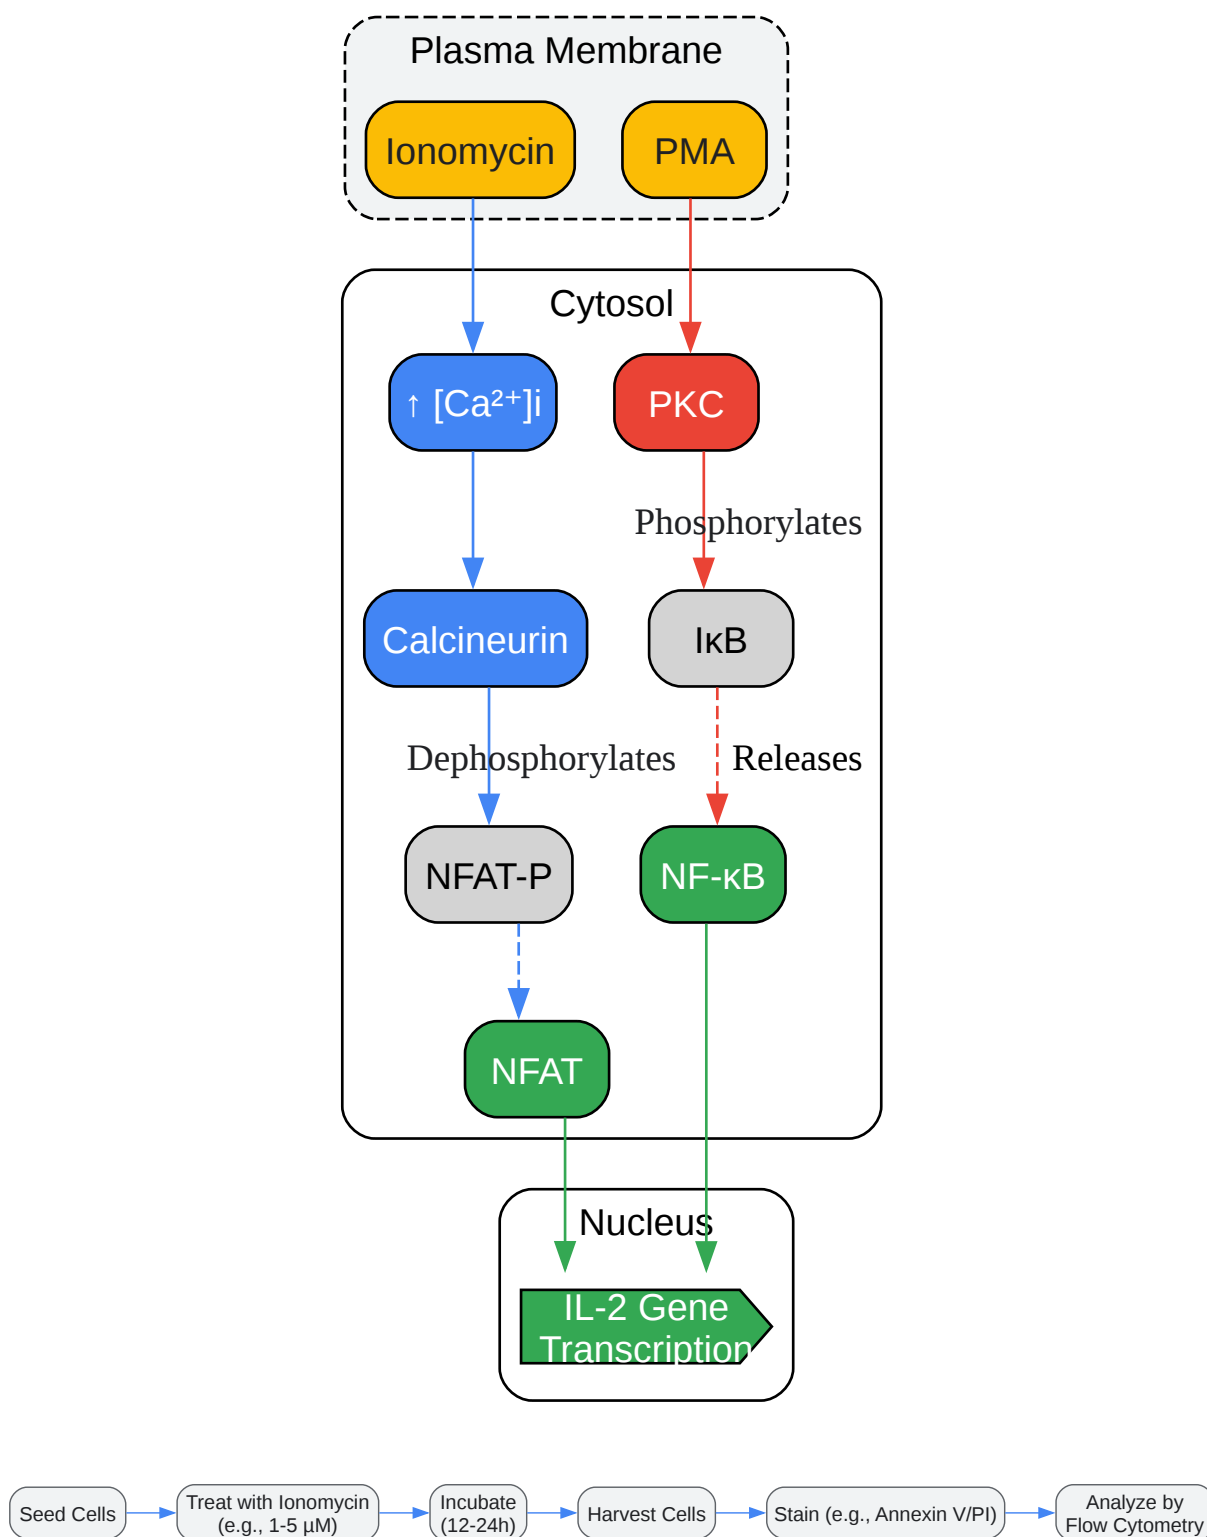 Plasma Membrane
Ionomycin
PMA
Cytosol
↑ [Ca²⁺]i
PKC
Phosphorylates
Calcineurin
IκB
Dephosphorylates
Releases
NFAT-P
NF-κB
NFAT
Nucleus
IL-2 Gene
Transcription
Seed Cells
Treat with Ionomycin
(e.g., 1-5 µM)
Incubate
(12-24h)
Harvest Cells
Stain (e.g., Annexin V/PI)
Analyze by
Flow Cytometry